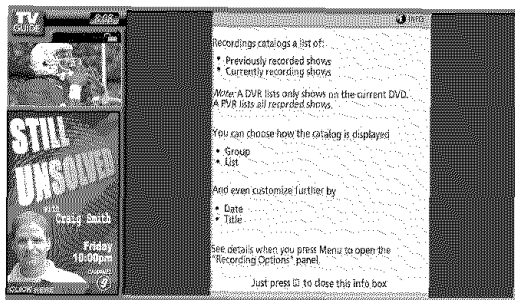 TV
GUIDE
INFO
Recordings catalogs a list of:
• Previously recorded shows
• Currently recording shows
Note: A DVR lists only shows on the current DVD.
A PVR lists all recorded shows.
You can choose how the catalog is displayed
• Group
• List
And even customize further by
• Date
• Title
See details when you press Menu to open the
"Recording Options" panel.
Just press to close this info box
STILL
UNSOLVED
with
Craig Smith
Friday
10:00pm
9
CLICK HERE